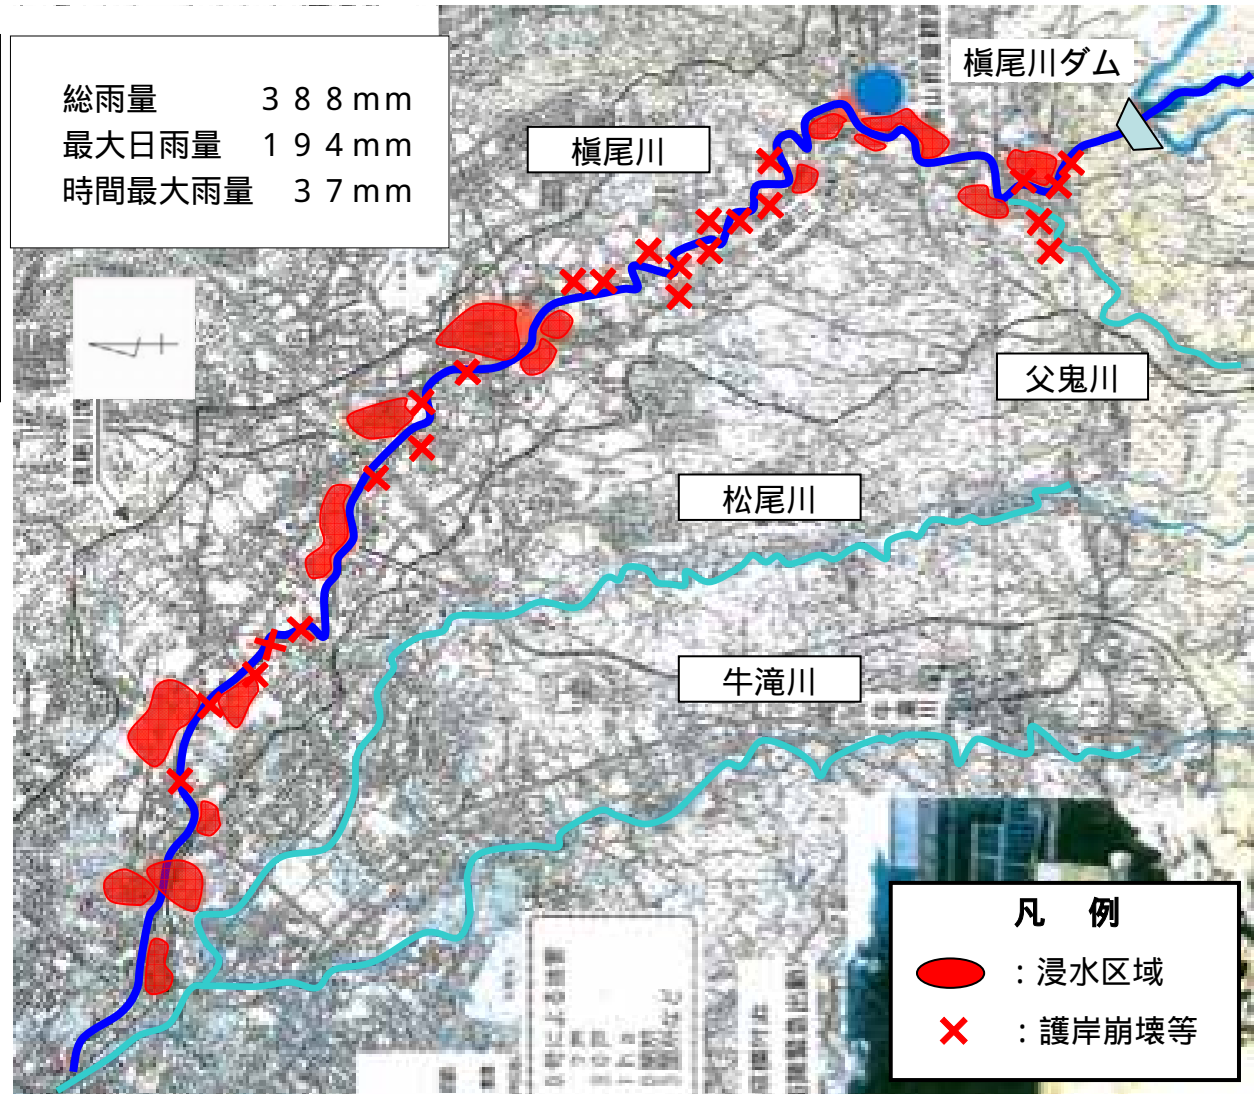 総雨量 388mm
最大日雨量 194mm
時間最大雨量 37mm
槇尾川ダム
槇尾川
父鬼川
松尾川
牛滝川
凡 例
：浸水区域
：護岸崩壊等